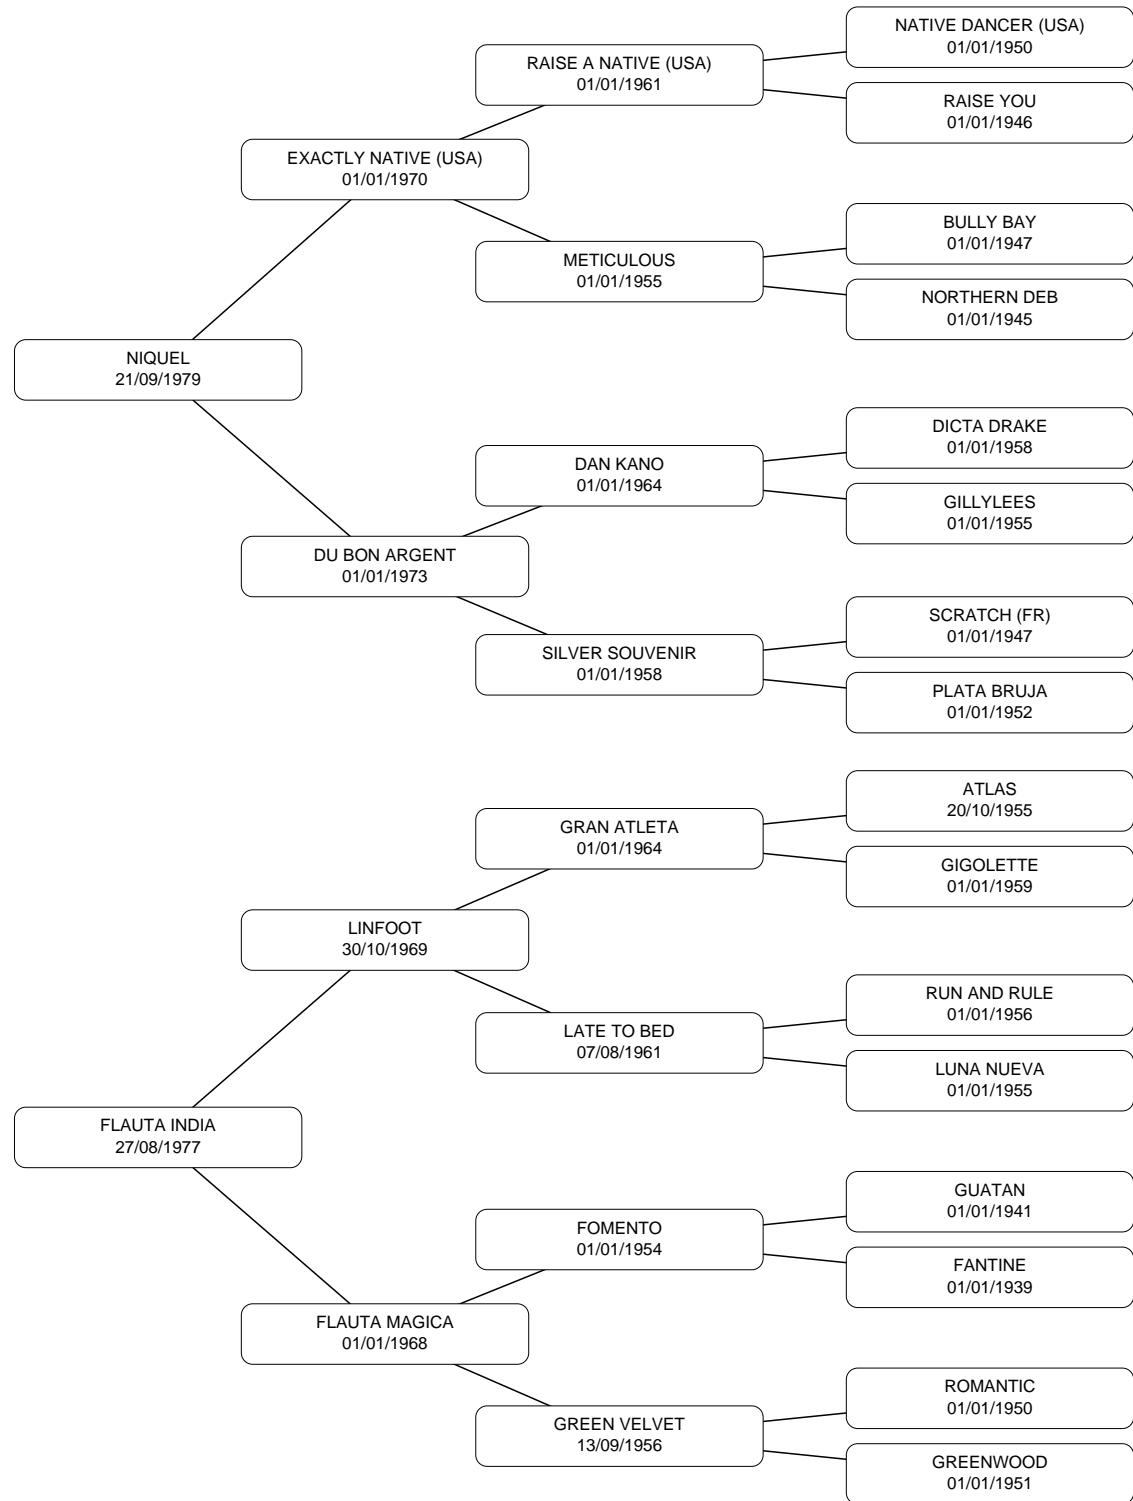 NATIVE DANCER (USA)
01/01/1950
RAISE A NATIVE (USA)
01/01/1961
RAISE YOU
01/01/1946
EXACTLY NATIVE (USA)
01/01/1970
BULLY BAY
01/01/1947
METICULOUS
01/01/1955
NORTHERN DEB
01/01/1945
NIQUEL
21/09/1979
DICTA DRAKE
01/01/1958
DAN KANO
01/01/1964
GILLYLEES
01/01/1955
DU BON ARGENT
01/01/1973
SCRATCH (FR)
01/01/1947
SILVER SOUVENIR
01/01/1958
PLATA BRUJA
01/01/1952
ATLAS
20/10/1955
GRAN ATLETA
01/01/1964
GIGOLETTE
01/01/1959
LINFOOT
30/10/1969
RUN AND RULE
01/01/1956
LATE TO BED
07/08/1961
LUNA NUEVA
01/01/1955
FLAUTA INDIA
27/08/1977
GUATAN
01/01/1941
FOMENTO
01/01/1954
FANTINE
01/01/1939
FLAUTA MAGICA
01/01/1968
ROMANTIC
01/01/1950
GREEN VELVET
13/09/1956
GREENWOOD
01/01/1951